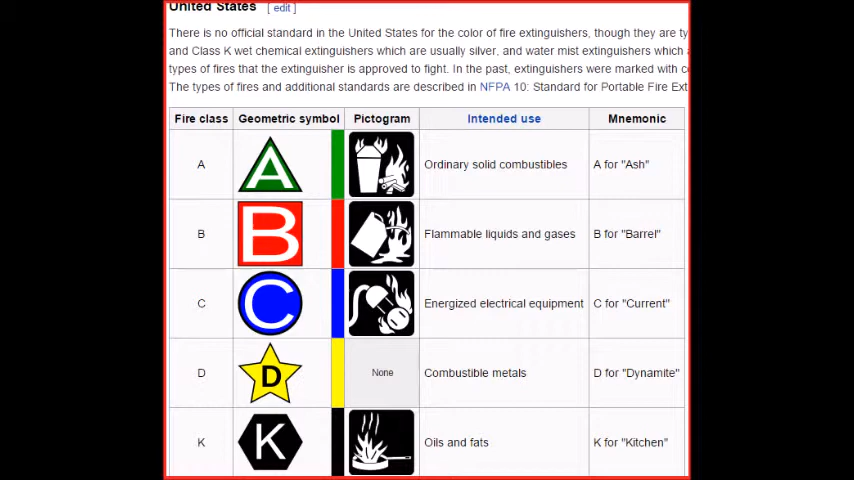 United States [ edit ]
There is no official standard in the United States for the color of fire extinguishers, though they are ty
and Class K wet chemical extinguishers which are usually silver, and water mist extinguishers which
types of fires that the extinguisher is approved to fight. In the past, extinguishers were marked with
The types of fires and additional standards are described in NFPA 10: Standard for Portable Fire Ext
Fire class Geometric symbol Pictogram Intended use Mnemonic
A A Ordinary solid combustibles A for "Ash"
B B Flammable liquids and gases B for "Barrel"
C C Energized electrical equipment C for "Current"
D D None Combustible metals D for "Dynamite"
K K Oils and fats K for "Kitchen"